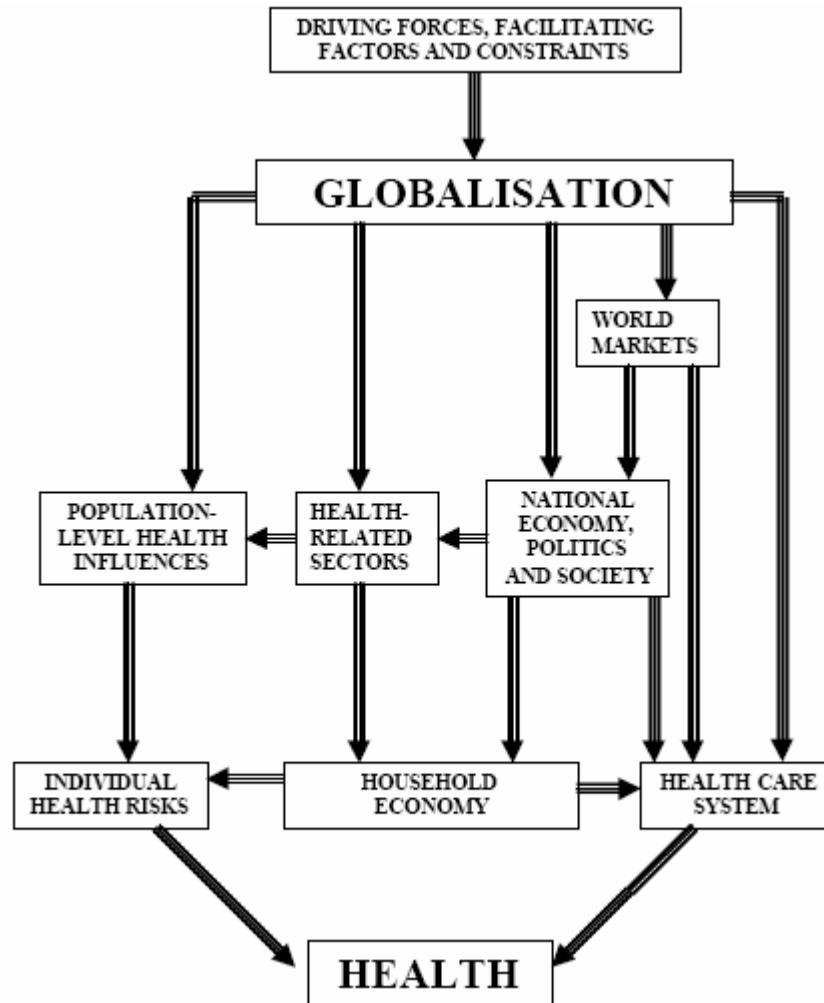 DRIVING FORCES, FACILITATING
FACTORS AND CONSTRAINTS
GLOBALISATION
WORLD
MARKETS
POPULATION-
LEVEL HEALTH
INFLUENCES
HEALTH-
RELATED
SECTORS
NATIONAL
ECONOMY,
POLITICS
AND SOCIETY
INDIVIDUAL
HEALTH RISKS
HOUSEHOLD
ECONOMY
HEALTH CARE
SYSTEM
HEALTH